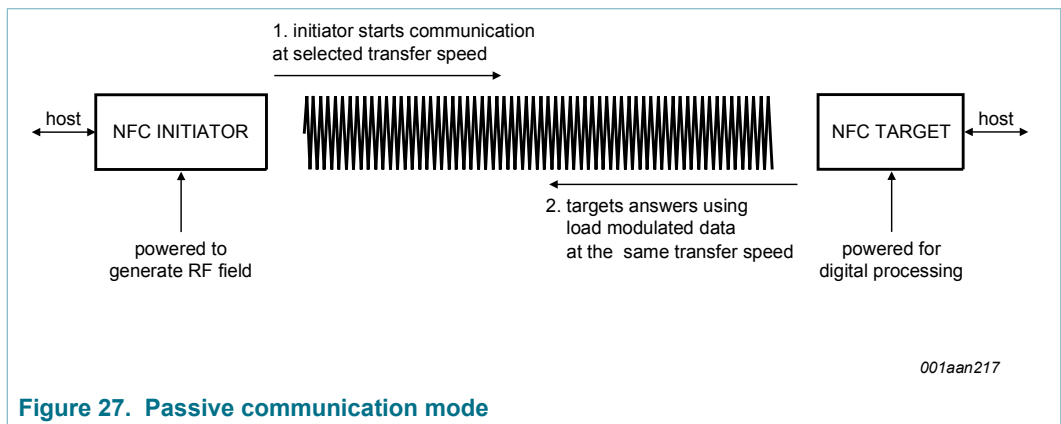 1. initiator starts communication
at selected transfer speed
host
NFC INITIATOR
NFC TARGET
host
2. targets answers using
load modulated data
at the same transfer speed
powered to
generate RF field
powered for
digital processing
001aan217
Figure 27. Passive communication mode